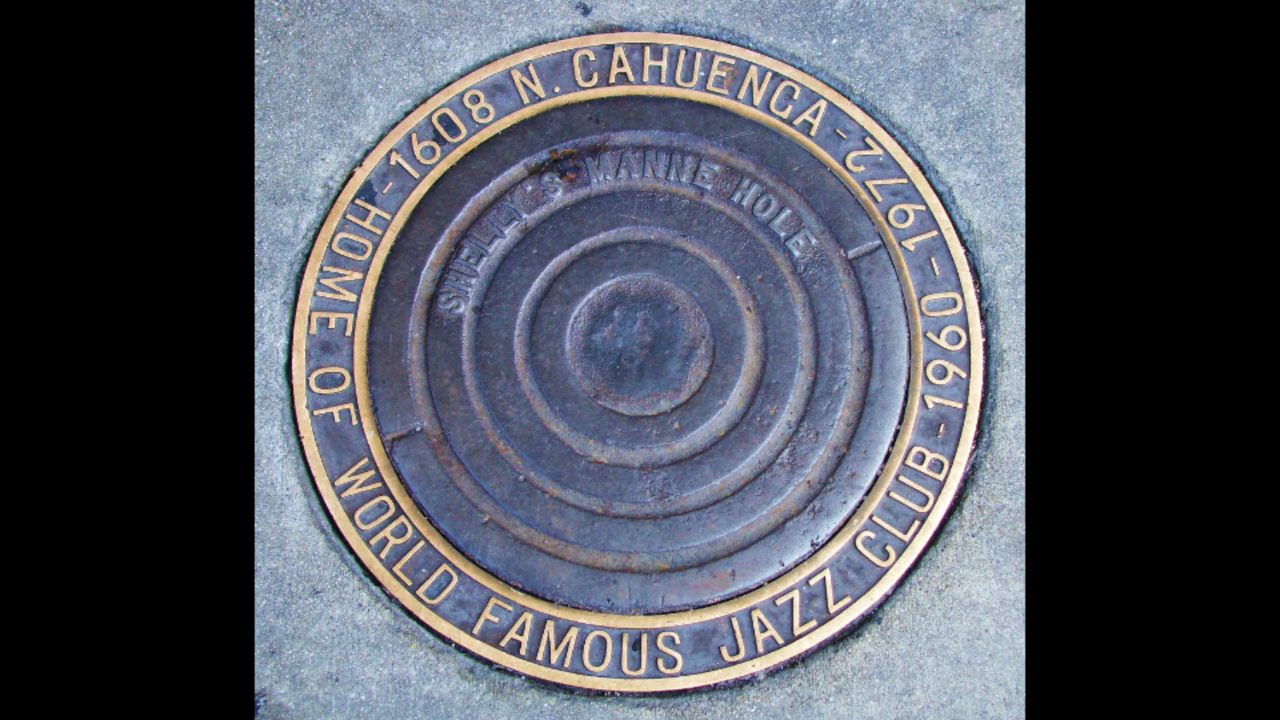 SHELLY'S MANNE HOLE
HOME OF WORLD FAMOUS JAZZ CLUB - 1960 - 1972 - 1608 N. CAHUENGA -